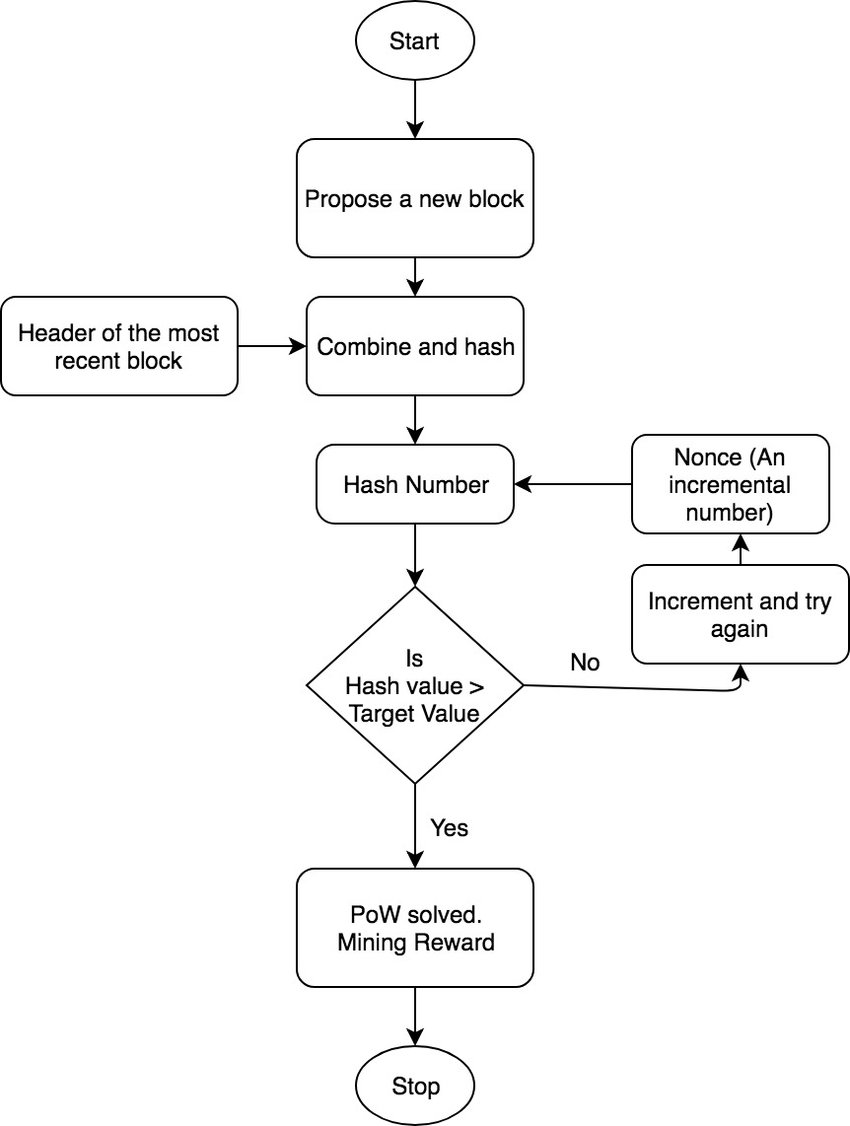 Start
Propose a new block
Header of the most
recent block
Combine and hash
Hash Number
Nonce (An
incremental
number)
Increment and try
again
Is
Hash value >
Target Value
No
Yes
PoW solved.
Mining Reward
Stop